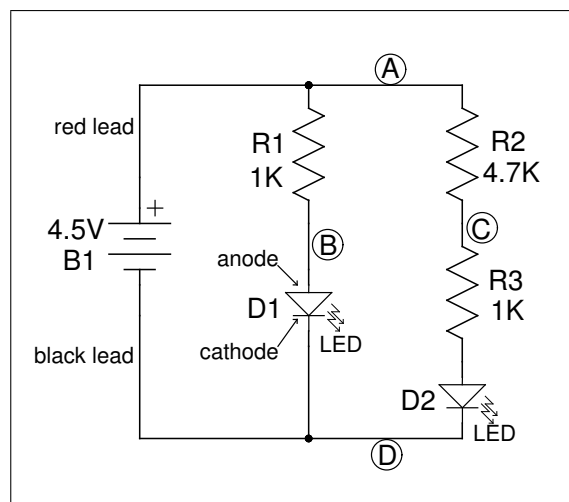 A
red lead
R1
1K
R2
4.7K
+
4.5V
B1
B
C
anode
R3
1K
D1
cathode
LED
black lead
D2
LED
D